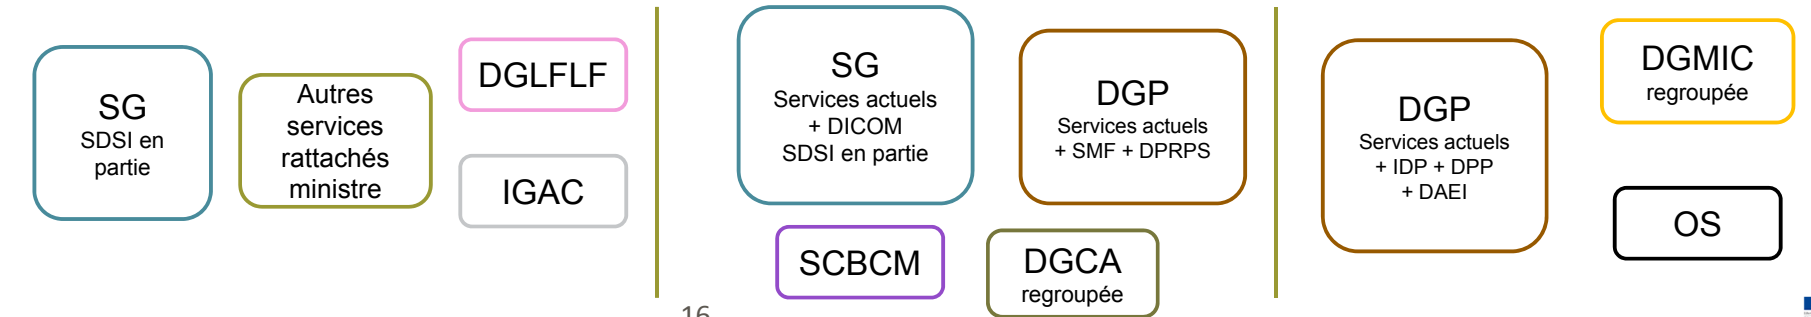 SG
SDSI en
partie
Autres
services
rattachés
ministre
DGLFLF
IGAC
SG
Services actuels
+ DICOM
SDSI en partie
DGP
Services actuels
+ SMF + DPRPS
SCBCM
DGCA
regroupée
DGP
Services actuels
+ IDP + DPP
+ DAEI
DGMIC
regroupée
OS
16